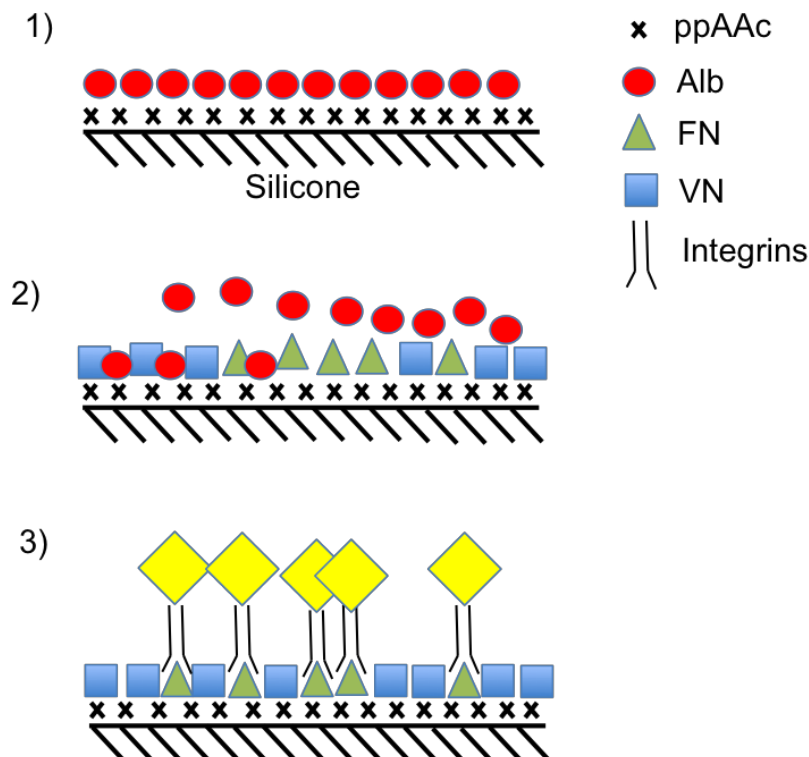 1)
ppAAc
Alb
FN
Silicone
VN
Integrins
2)
3)